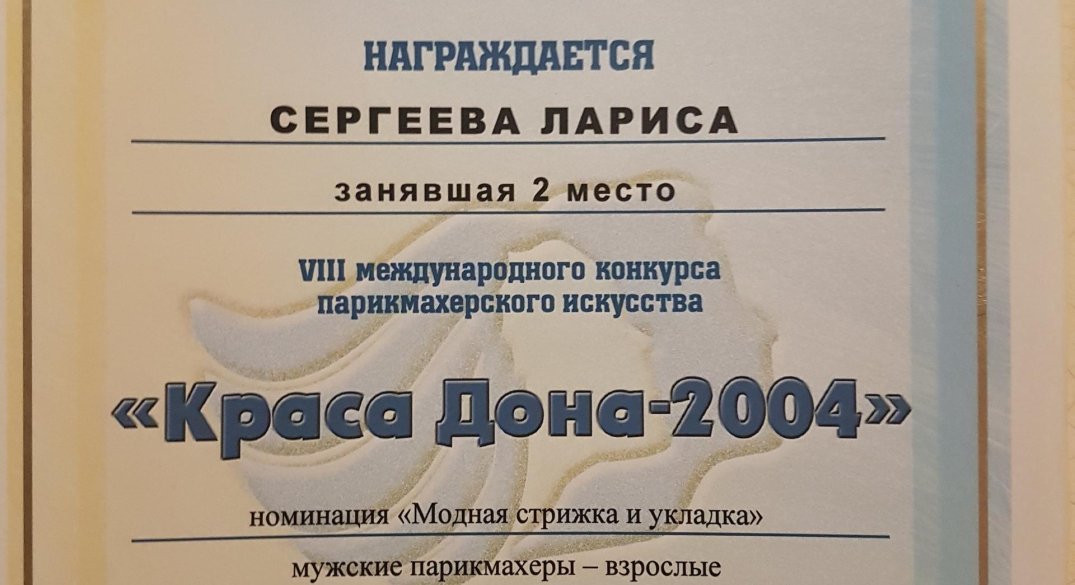 НАГРАЖДАЕТСЯ
СЕРГЕЕВА ЛАРИСА
занявшая 2 место
VIII международного конкурса
парикмахерского искусства
«Краса Дона-2004»
номинация «Модная стрижка и укладка»
мужские парикмахеры – взрослые